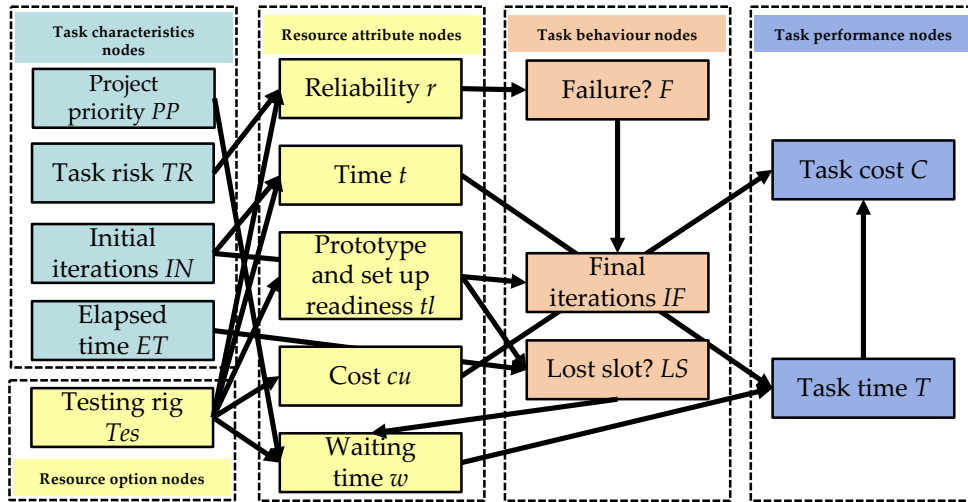 Task characteristics
nodes
Project
priority PP
Task risk TR
Initial
iterations IN
Elapsed
time ET
Testing rig
Tes
Resource option nodes
Resource attribute nodes
Reliability r
Time t
Prototype
and set up
readiness tl
Cost cu
Waiting
time w
Task behaviour nodes
Failure? F
Final
iterations IF
Lost slot? LS
Task performance nodes
Task cost C
Task time T